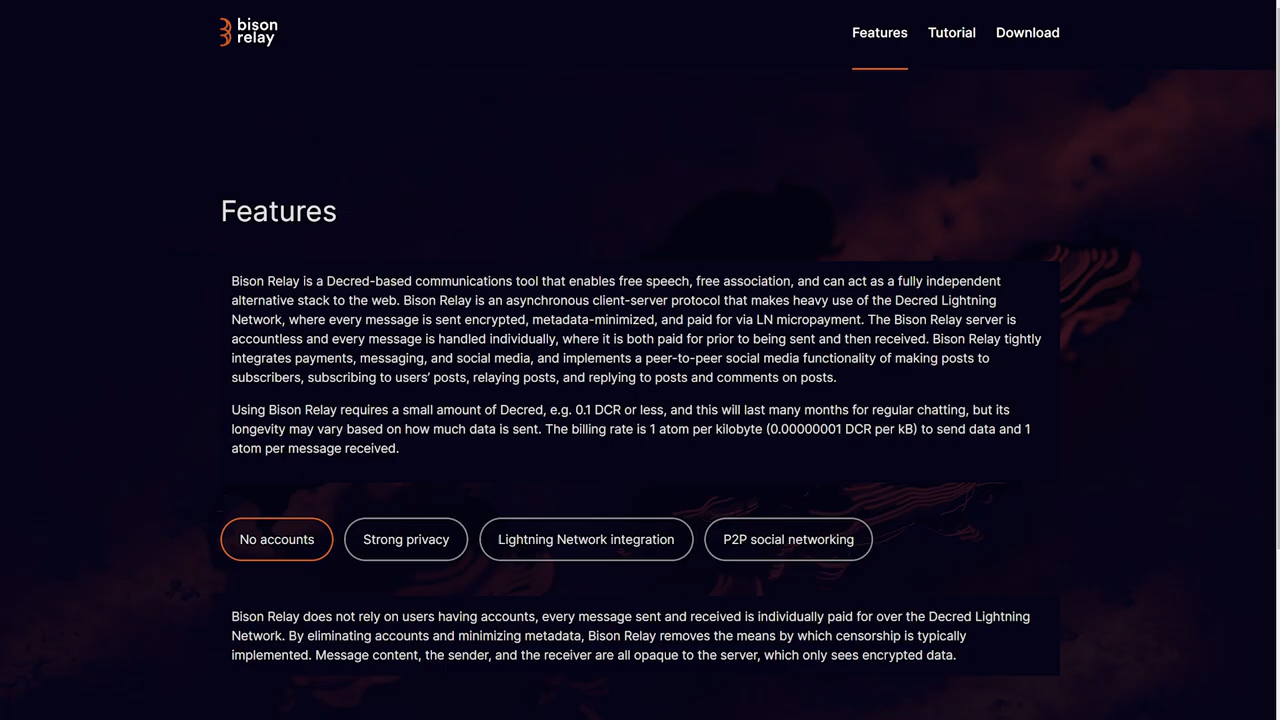 bison
relay
Features
Tutorial
Download
Features
Bison Relay is a Decred-based communications tool that enables free speech, free association, and can act as a fully independent
alternative stack to the web. Bison Relay is an asynchronous client-server protocol that makes heavy use of the Decred Lightning
Network, where every message is sent encrypted, metadata-minimized, and paid for via LN micropayment. The Bison Relay server is
accountless and every message is handled individually, where it is both paid for prior to being sent and then received. Bison Relay tightly
integrates payments, messaging, and social media, and implements a peer-to-peer social media functionality of making posts to
subscribers, subscribing to users’ posts, relaying posts, and replying to posts and comments on posts.
Using Bison Relay requires a small amount of Decred, e.g. 0.1 DCR or less, and this will last many months for regular chatting, but its
longevity may vary based on how much data is sent. The billing rate is 1 atom per kilobyte (0.00000001 DCR per kB) to send data and 1
atom per message received.
No accounts
Strong privacy
Lightning Network integration
P2P social networking
Bison Relay does not rely on users having accounts, every message sent and received is individually paid for over the Decred Lightning
Network. By eliminating accounts and minimizing metadata, Bison Relay removes the means by which censorship is typically
implemented. Message content, the sender, and the receiver are all opaque to the server, which only sees encrypted data.